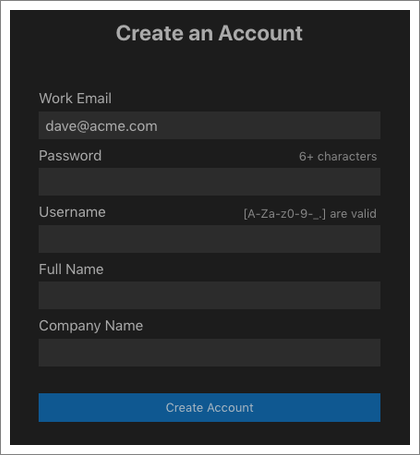 Create an Account
Work Email
dave@acme.com
Password 6+ characters
Username [A-Za-z0-9-_.] are valid
Full Name
Company Name
Create Account